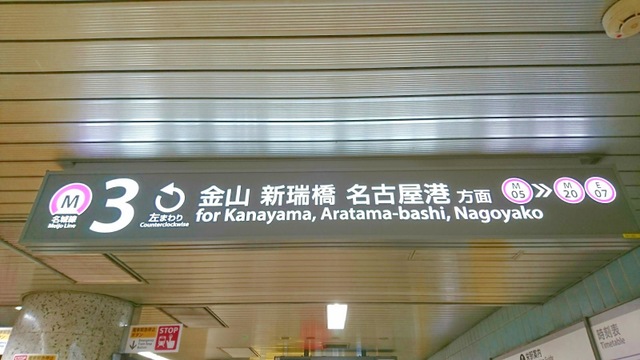 M
名城線
Meijo Line
3
左まわり
Counterclockwise
金山 新瑞橋 名古屋港 方面
for Kanayama, Aratama-bashi, Nagoyako
M 05 » M 20 E 07
STOP
時刻表
Timetable